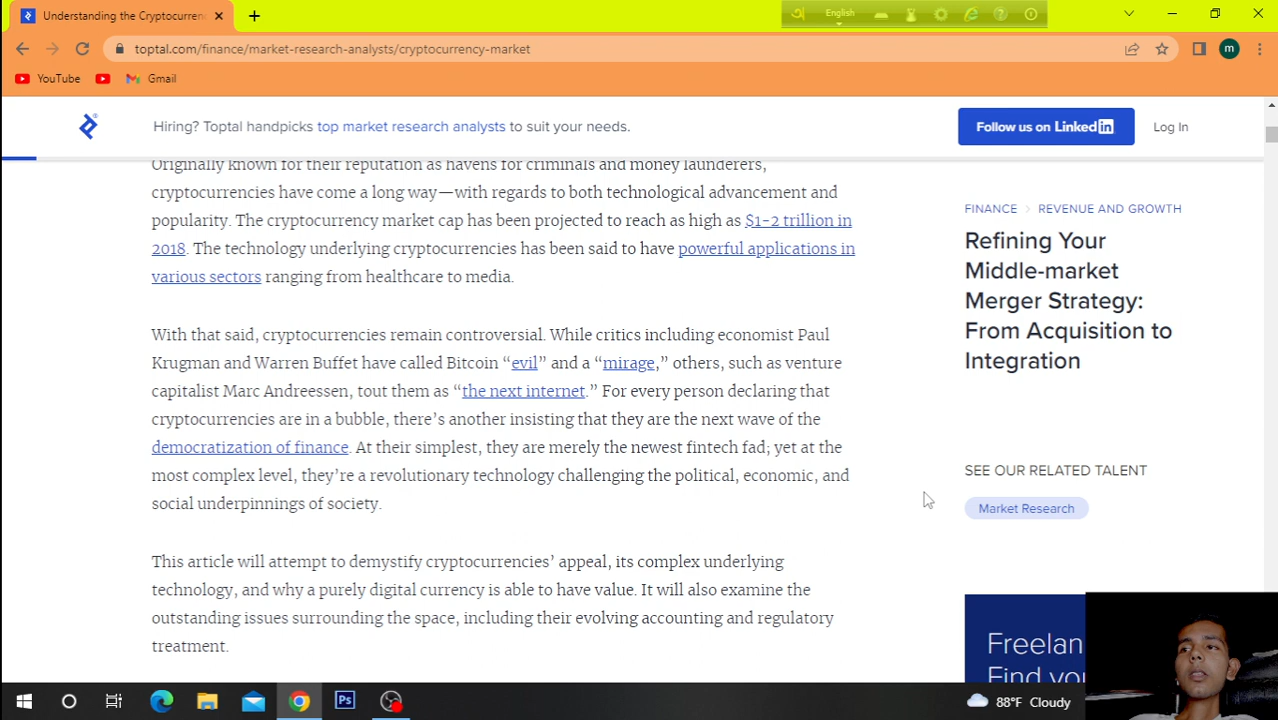 Understanding the Cryptocurren
English
toptal.com/finance/market-research-analysts/cryptocurrency-market
m
YouTube
Gmail
Hiring? Toptal handpicks top market research analysts to suit your needs.
Follow us on Linkedin
Log In
Originally known for their reputation as havens for criminals and money launderers,
cryptocurrencies have come a long way—with regards to both technological advancement and
popularity. The cryptocurrency market cap has been projected to reach as high as $1-2 trillion in
2018. The technology underlying cryptocurrencies has been said to have powerful applications in
various sectors ranging from healthcare to media.
With that said, cryptocurrencies remain controversial. While critics including economist Paul
Krugman and Warren Buffet have called Bitcoin “evil” and a “mirage,” others, such as venture
capitalist Marc Andreessen, tout them as “the next internet.” For every person declaring that
cryptocurrencies are in a bubble, there’s another insisting that they are the next wave of the
democratization of finance. At their simplest, they are merely the newest fintech fad; yet at the
most complex level, they’re a revolutionary technology challenging the political, economic, and
social underpinnings of society.
This article will attempt to demystify cryptocurrencies’ appeal, its complex underlying
technology, and why a purely digital currency is able to have value. It will also examine the
outstanding issues surrounding the space, including their evolving accounting and regulatory
treatment.
FINANCE > REVENUE AND GROWTH
Refining Your
Middle-market
Merger Strategy:
From Acquisition to
Integration
SEE OUR RELATED TALENT
Market Research
Freelan
Find you
Ps
88°F Cloudy